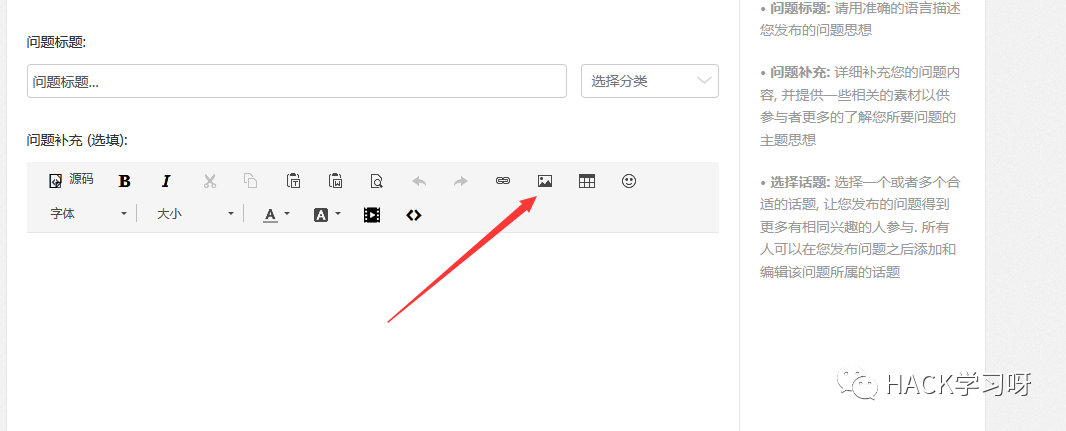 问题标题:
问题标题...
选择分类
问题补充 (选填):
源码
B
I
字体
大小
A
A
• 问题标题: 请用准确的语言描述
您发布的问题思想
• 问题补充: 详细补充您的问题内
容, 并提供一些相关的素材以供
参与者更多的了解您所要问题的
主题思想
• 选择话题: 选择一个或者多个合
适的话题, 让您发布的问题得到
更多有相同兴趣的人参与. 所有
人可以在您发布问题之后添加和
编辑该问题所属的话题
HACK学习呀